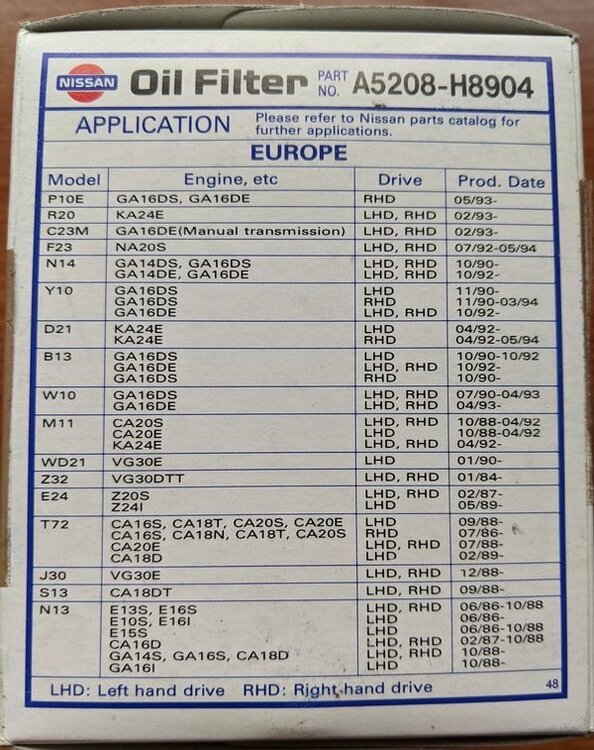 NISSAN Oil Filter PART NO. A5208-H8904
APPLICATION Please refer to Nissan parts catalog for further applications.
EUROPE
Model Engine, etc Drive Prod. Date
P10E GA16DS, GA16DE RHD 05/93-
R20 KA24E LHD, RHD 02/93-
C23M GA16DE(Manual transmission) LHD, RHD 02/93-
F23 NA20S LHD, RHD 07/92-05/94
N14 GA14DS, GA16DS LHD, RHD 10/90-
GA14DE, GA16DE LHD, RHD 10/92-
Y10 GA16DS LHD 11/90-
GA16DS RHD 11/90-03/94
GA16DE LHD, RHD 10/92-
D21 KA24E LHD 04/92-
KA24E RHD 04/92-05/94
B13 GA16DS LHD 10/90-10/92
GA16DE LHD, RHD 10/92-
GA16DS RHD 10/90-
W10 GA16DS LHD, RHD 07/90-04/93
GA16DE LHD, RHD 04/93-
M11 CA20S LHD, RHD 10/88-04/92
CA20E LHD 10/88-04/92
KA24E LHD, RHD 04/92-
WD21 VG30E LHD 01/90-
Z32 VG30DTT LHD, RHD 01/84-
E24 Z20S LHD, RHD 02/87-
Z24I LHD 05/89-
T72 CA16S, CA18T, CA20S, CA20E LHD 09/88-
CA16S, CA18N, CA18T, CA20S RHD 07/86-
CA20E LHD, RHD 07/88-
CA18D LHD 02/89-
J30 VG30E LHD, RHD 12/88-
S13 CA18DT LHD, RHD 09/88-
N13 E13S, E16S LHD, RHD 06/86-10/88
E10S, E16I LHD 06/86-
E15S LHD 06/86-10/88
CA16D LHD, RHD 02/87-10/88
GA14S, GA16S, CA18D LHD, RHD 10/88-
GA16I LHD 10/88-
LHD: Left hand drive RHD: Right hand drive 48